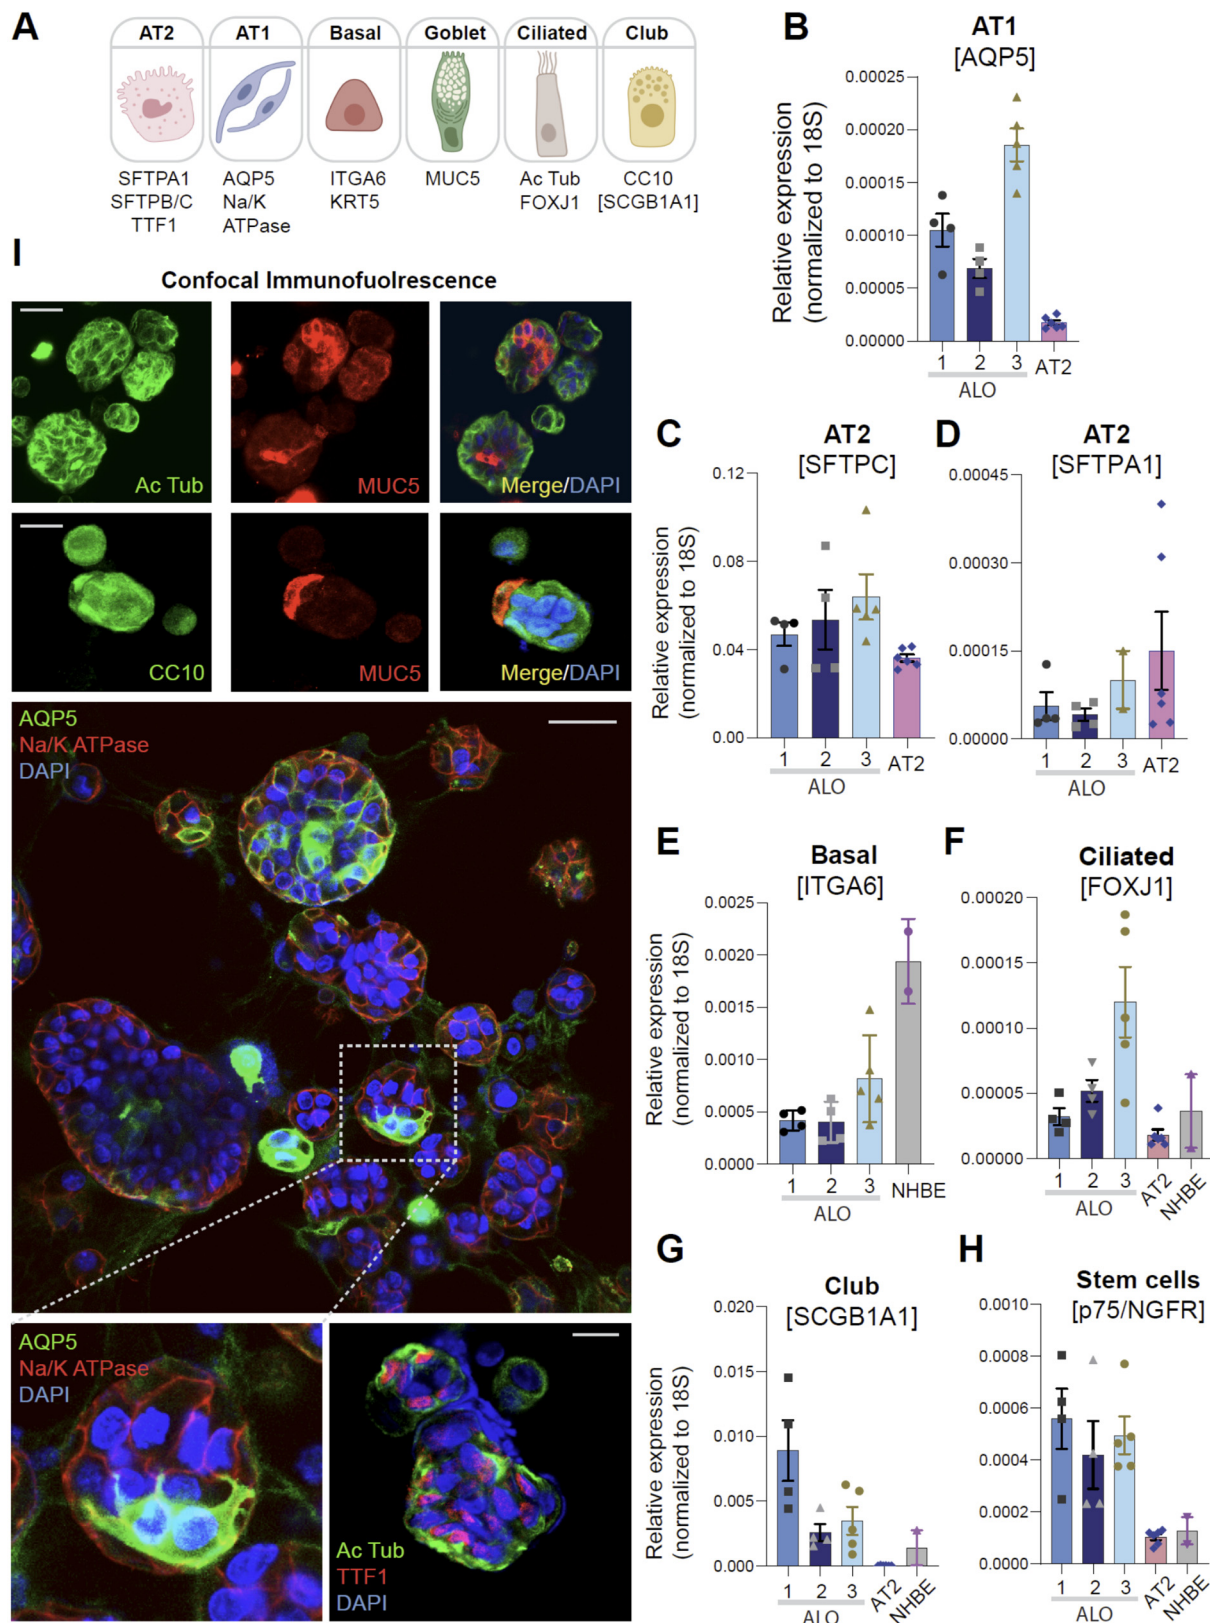 A
AT2
AT1
Basal
Goblet
Ciliated
Club
SFTPA1
SFTPB/C
TTF1
AQP5
Na/K
ATPase
ITGA6
KRT5
MUC5
Ac Tub
FOXJ1
CC10
[SCGB1A1]
B
AT1
[AQP5]
Relative expression
(normalized to 18S)
0.00025
0.00020
0.00015
0.00010
0.00005
0.00000
1
2
3
AT2
ALO
C
AT2
[SFTPC]
Relative expression
(normalized to 18S)
0.12
0.08
0.04
0.00
1
2
3
AT2
ALO
D
AT2
[SFTPA1]
0.00045
0.00030
0.00015
0.00000
1
2
3
AT2
ALO
E
Basal
[ITGA6]
Relative expression
(normalized to 18S)
0.0025
0.0020
0.0015
0.0010
0.0005
0.0000
1
2
3
NHBE
ALO
F
Ciliated
[FOXJ1]
0.00020
0.00015
0.00010
0.00005
0.00000
1
2
3
AT2
NHBE
ALO
G
Club
[SCGB1A1]
Relative expression
(normalized to 18S)
0.020
0.015
0.010
0.005
0.000
1
2
3
AT2
NHBE
ALO
H
Stem cells
[p75/NGFR]
0.0010
0.0008
0.0006
0.0004
0.0002
0.0000
1
2
3
AT2
NHBE
ALO
I
Confocal Immunofuolrescence
Ac Tub
MUC5
Merge/DAPI
CC10
MUC5
Merge/DAPI
AQP5
Na/K ATPase
DAPI
AQP5
Na/K ATPase
DAPI
Ac Tub
TTF1
DAPI